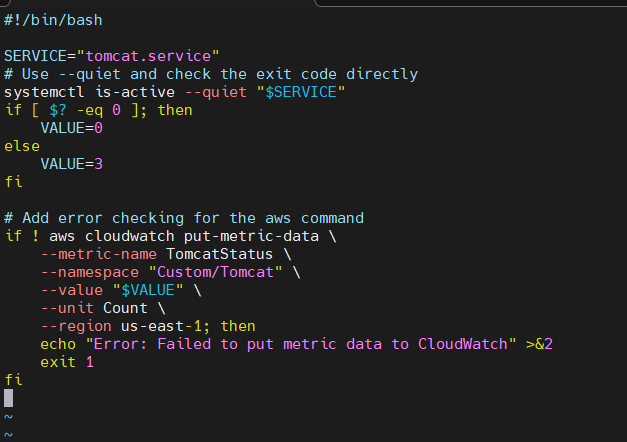 #!/bin/bash
SERVICE="tomcat.service"
# Use --quiet and check the exit code directly
systemctl is-active --quiet "$SERVICE"
if [ $? -eq 0 ]; then
    VALUE=0
else
    VALUE=3
fi
# Add error checking for the aws command
if ! aws cloudwatch put-metric-data \
    --metric-name TomcatStatus \
    --namespace "Custom/Tomcat" \
    --value "$VALUE" \
    --unit Count \
    --region us-east-1; then
    echo "Error: Failed to put metric data to CloudWatch" >&2
    exit 1
fi
~
~